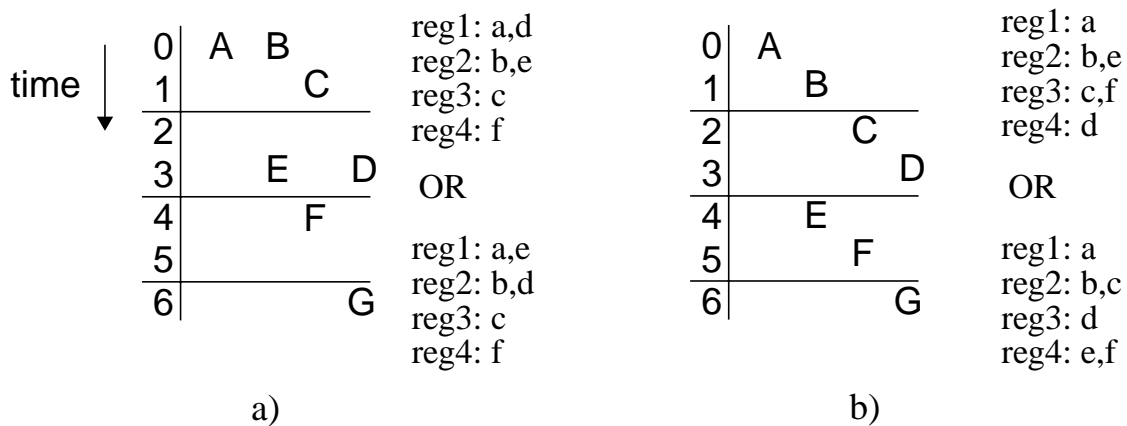 time
0 A B
1 C
2
3 E D
4 F
5
6 G
reg1: a,d
reg2: b,e
reg3: c
reg4: f
OR
reg1: a,e
reg2: b,d
reg3: c
reg4: f
a)
0 A
1 B
2 C
3 D
4 E
5 F
6 G
reg1: a
reg2: b,e
reg3: c,f
reg4: d
OR
reg1: a
reg2: b,c
reg3: d
reg4: e,f
b)